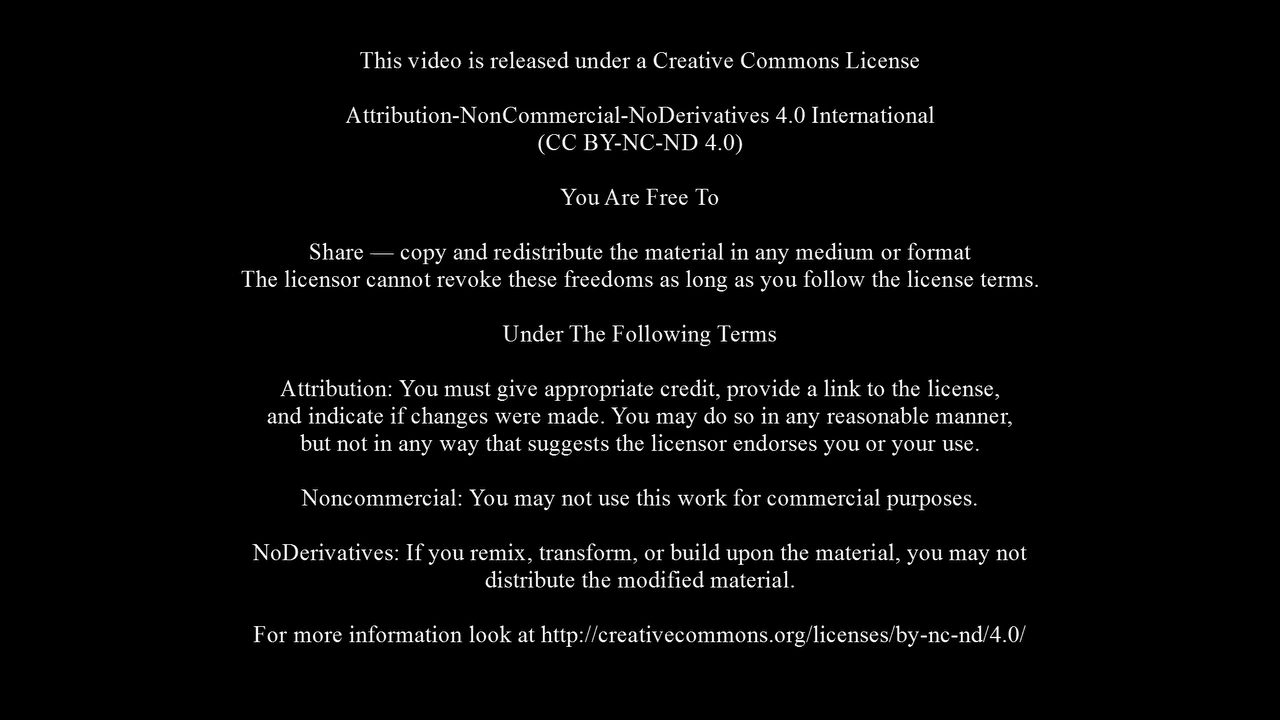 This video is released under a Creative Commons License
Attribution-NonCommercial-NoDerivatives 4.0 International
(CC BY-NC-ND 4.0)
You Are Free To
Share — copy and redistribute the material in any medium or format
The licensor cannot revoke these freedoms as long as you follow the license terms.
Under The Following Terms
Attribution: You must give appropriate credit, provide a link to the license,
and indicate if changes were made. You may do so in any reasonable manner,
but not in any way that suggests the licensor endorses you or your use.
Noncommercial: You may not use this work for commercial purposes.
NoDerivatives: If you remix, transform, or build upon the material, you may not
distribute the modified material.
For more information look at http://creativecommons.org/licenses/by-nc-nd/4.0/